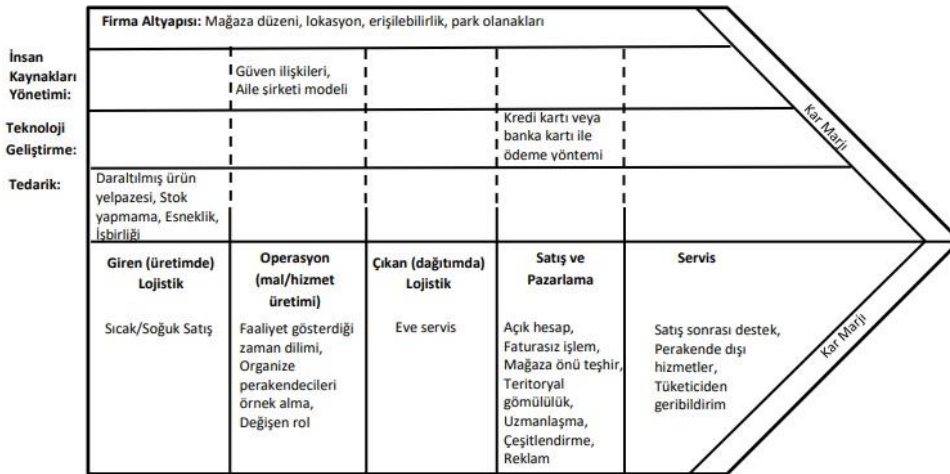 Firma Altyapısı: Mağaza düzeni, lokasyon, erişilebilirlik, park olanakları
İnsan
Kaynakları
Yönetimi:
Güven ilişkileri,
Aile şirketi modeli
Teknoloji
Geliştirme:
Kredi kartı veya
banka kartı ile
ödeme yöntemi
Kar Marjı
Tedarik:
Daraltılmış ürün
yelpazesi, Stok
yapmama, Esneklik,
İşbirliği
Giren (üretimde)
Lojistik
Sıcak/Soğuk Satış
Operasyon
(mal/hizmet
üretimi)
Faaliyet gösterdiği
zaman dilimi,
Organize
perakendecileri
örnek alma,
Değişen rol
Çıkan (dağıtımda)
Lojistik
Eve servis
Satış ve
Pazarlama
Açık hesap,
Faturasız işlem,
Mağaza önü teşhir,
Teritoryal
gömülülük,
Uzmanlaşma,
Çeşitlendirme,
Reklam
Servis
Satış sonrası destek,
Perakende dışı
hizmetler,
Tüketiciden
geribildirim
Kar Marjı